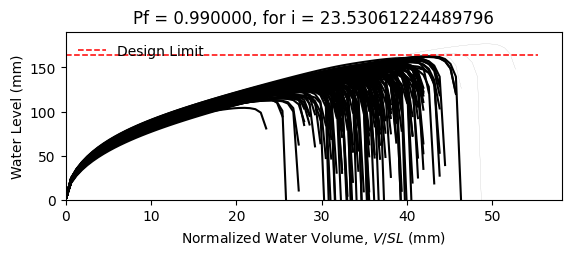 Pf = 0.990000, for i = 23.53061224489796
Design Limit
Water Level (mm)
150
100
50
0
0 10 20 30 40 50
Normalized Water Volume, V/SL (mm)